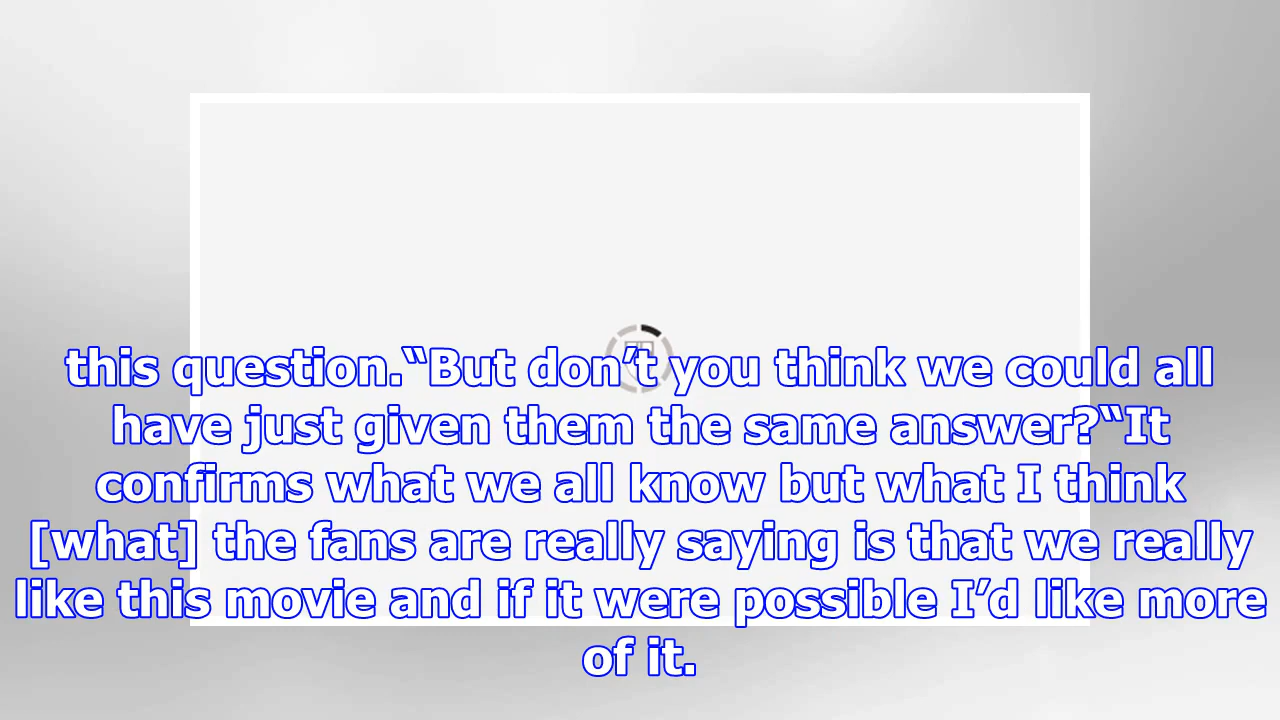 this question.“But don’t you think we could all
have just given them the same answer?“It
confirms what we all know but what I think
[what] the fans are really saying is that we really
like this movie and if it were possible I’d like more
of it.